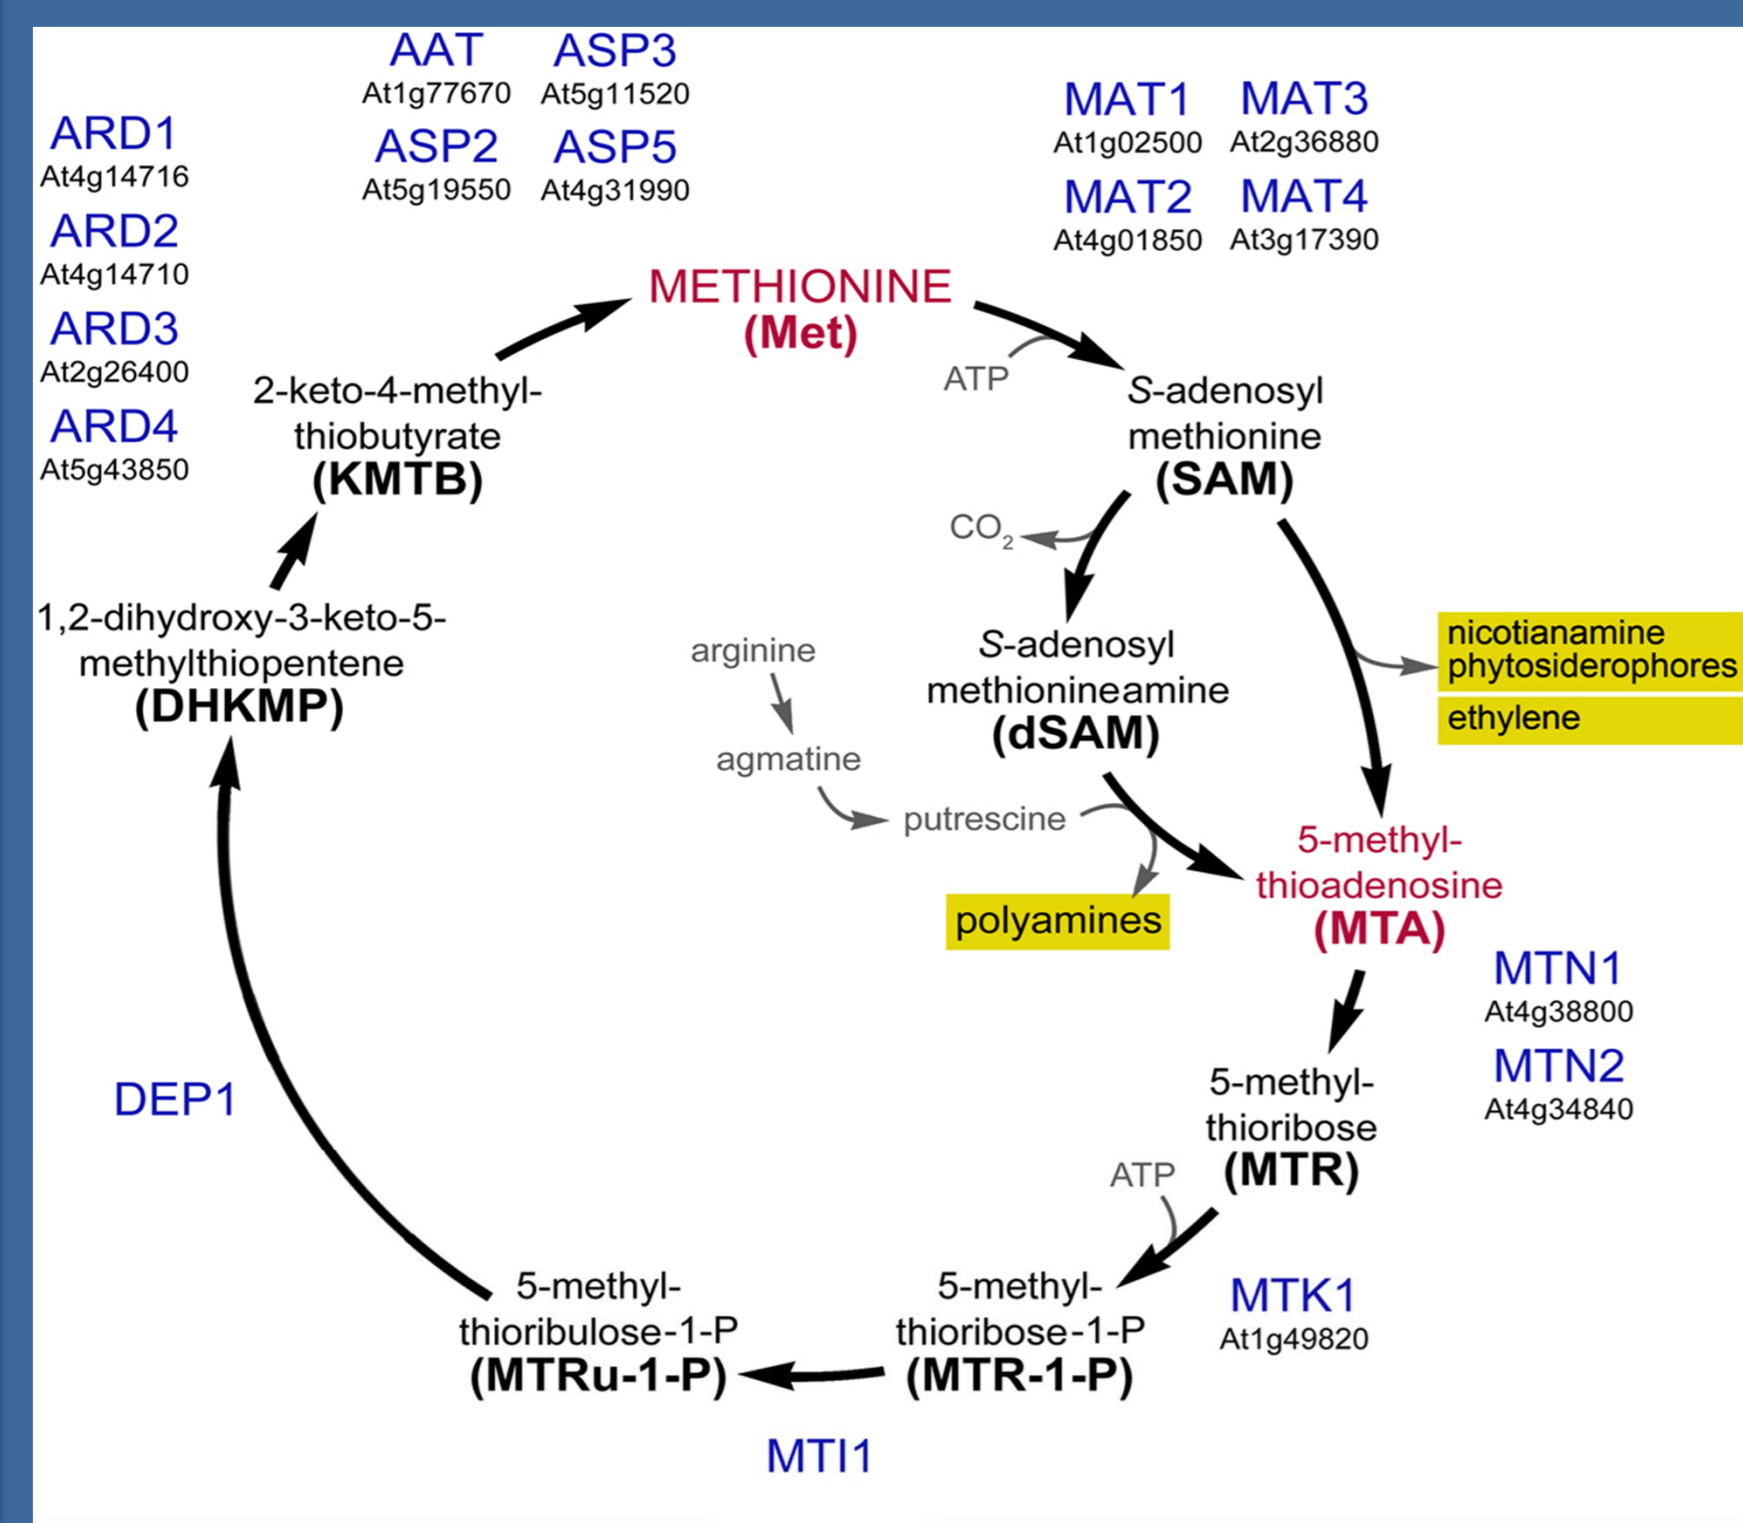 AAT ASP3
At1g77670 At5g11520
ASP2 ASP5
At5g19550 At4g31990
MAT1 MAT3
At1g02500 At2g36880
MAT2 MAT4
At4g01850 At3g17390
ARD1
At4g14716
ARD2
At4g14710
ARD3
At2g26400
ARD4
At5g43850
METHIONINE
(Met)
ATP
2-keto-4-methyl-
thiobutyrate
(KMTB)
S-adenosyl
methionine
(SAM)
CO2
1,2-dihydroxy-3-keto-5-
methylthiopentene
(DHKMP)
S-adenosyl
methionineamine
(dSAM)
nicotianamine
phytosiderophores
ethylene
arginine
agmatine
putrescine
polyamines
5-methyl-
thioadenosine
(MTA)
MTN1
At4g38800
MTN2
At4g34840
5-methyl-
thioribose
(MTR)
DEP1
ATP
MTK1
At1g49820
5-methyl-
thioribose-1-P
(MTR-1-P)
5-methyl-
thioribulose-1-P
(MTRu-1-P)
MTI1